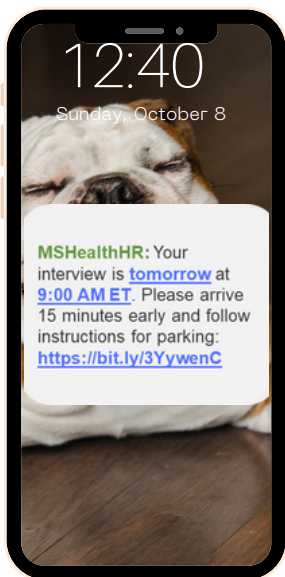 12:40
Sunday, October 8
MSHealthHR: Your
interview is tomorrow at
9:00 AM ET. Please arrive
15 minutes early and follow
instructions for parking:
https://bit.ly/3YywenC